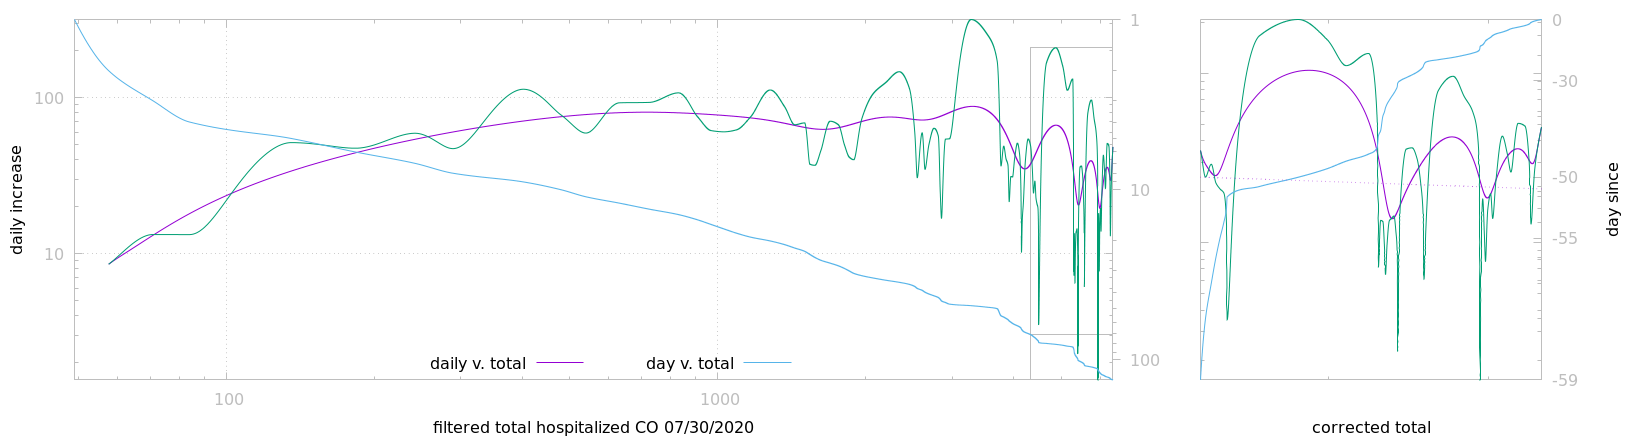 1
0
100
-30
daily increase
10
-50
day since
10
-55
daily v. total
day v. total
100
-59
100
1000
filtered total hospitalized CO 07/30/2020
corrected total